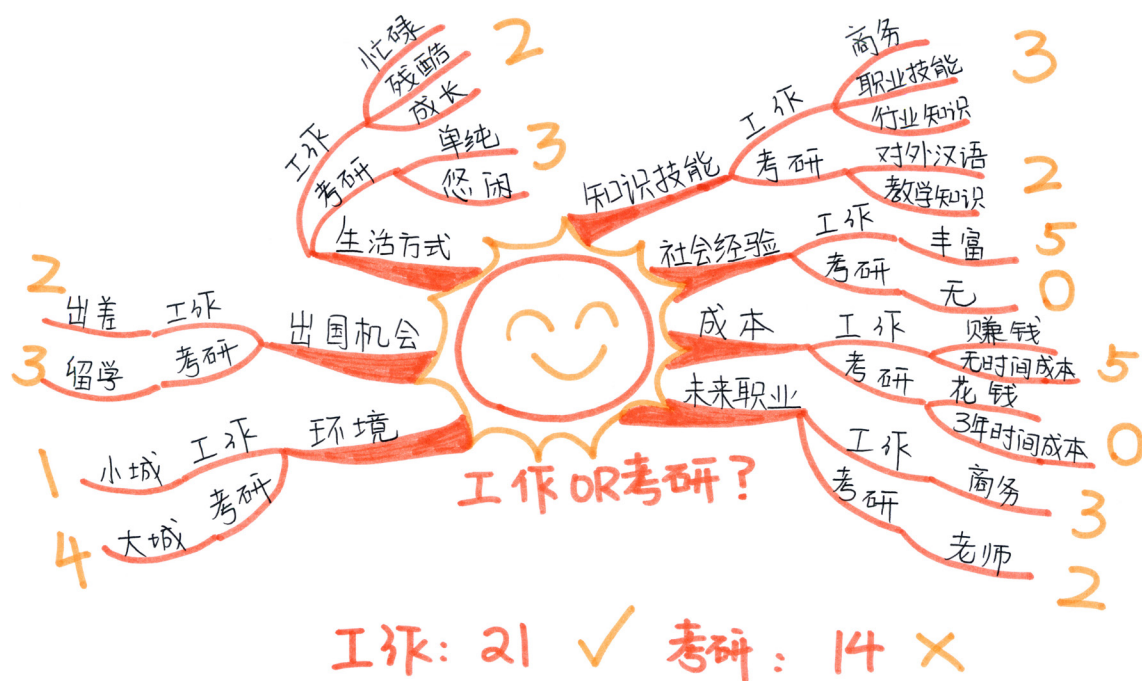 工作OR考研？
知识技能
工作
商务
职业技能
行业知识
3
考研
对外汉语
教学知识
2
社会经验
工作
丰富
5
考研
无
0
成本
工作
赚钱
无时间成本
5
考研
花钱
3年时间成本
0
未来职业
工作
商务
3
考研
老师
2
环境
工作
小城
1
考研
大城
4
出国机会
工作
出差
2
考研
留学
3
生活方式
工作
忙碌
残酷
成长
2
考研
单纯
悠闲
3
工作：21 ✓ 考研：14 ×